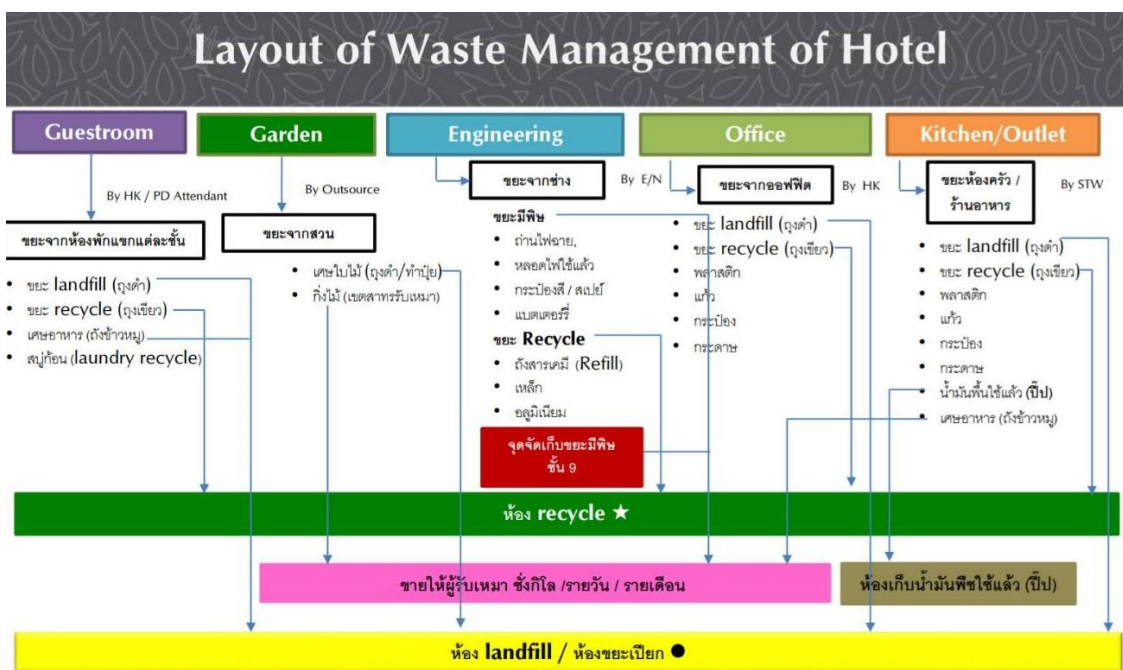 Layout of Waste Management of Hotel
Guestroom
By HK / PD Attendant
ขยะจากห้องพักแขกแต่ละชั้น
• ขยะ landfill (ถุงดำ)
• ขยะ recycle (ถุงเขียว)
• เศษอาหาร (ถังข้าวหมู)
• สบู่ก้อน (laundry recycle)
Garden
By Outsource
ขยะจากสวน
• เศษใบไม้ (ถุงดำ/ทำปุ๋ย)
• กิ่งไม้ (เขตสาทรรับเหมา)
Engineering
ขยะจากช่าง
By E/N
ขยะมีพิษ
• ถ่านไฟฉาย,
• หลอดไฟใช้แล้ว
• กระป๋องสี / สเปย์
• แบตเตอร์รี่
ขยะ Recycle
• ถังสารเคมี (Refill)
• เหล็ก
• อลูมิเนียม
จุดจัดเก็บขยะมีพิษ
ชั้น 9
Office
ขยะจากออฟฟิต
By HK
• ขยะ landfill (ถุงดำ)
• ขยะ recycle (ถุงเขียว)
• พลาสติก
• แก้ว
• กระป๋อง
• กระดาษ
Kitchen/Outlet
ขยะห้องครัว /
ร้านอาหาร
By STW
• ขยะ landfill (ถุงดำ)
• ขยะ recycle (ถุงเขียว)
• พลาสติก
• แก้ว
• กระป๋อง
• กระดาษ
• น้ำมันพื้นใช้แล้ว (ปี๊ป)
• เศษอาหาร (ถังข้าวหมู)
ห้อง recycle ★
ขายให้ผู้รับเหมา ชั่งกิโล /รายวัน / รายเดือน
ห้องเก็บน้ำมันพืชใช้แล้ว (ปี๊ป)
ห้อง landfill / ห้องขยะเปียก ●